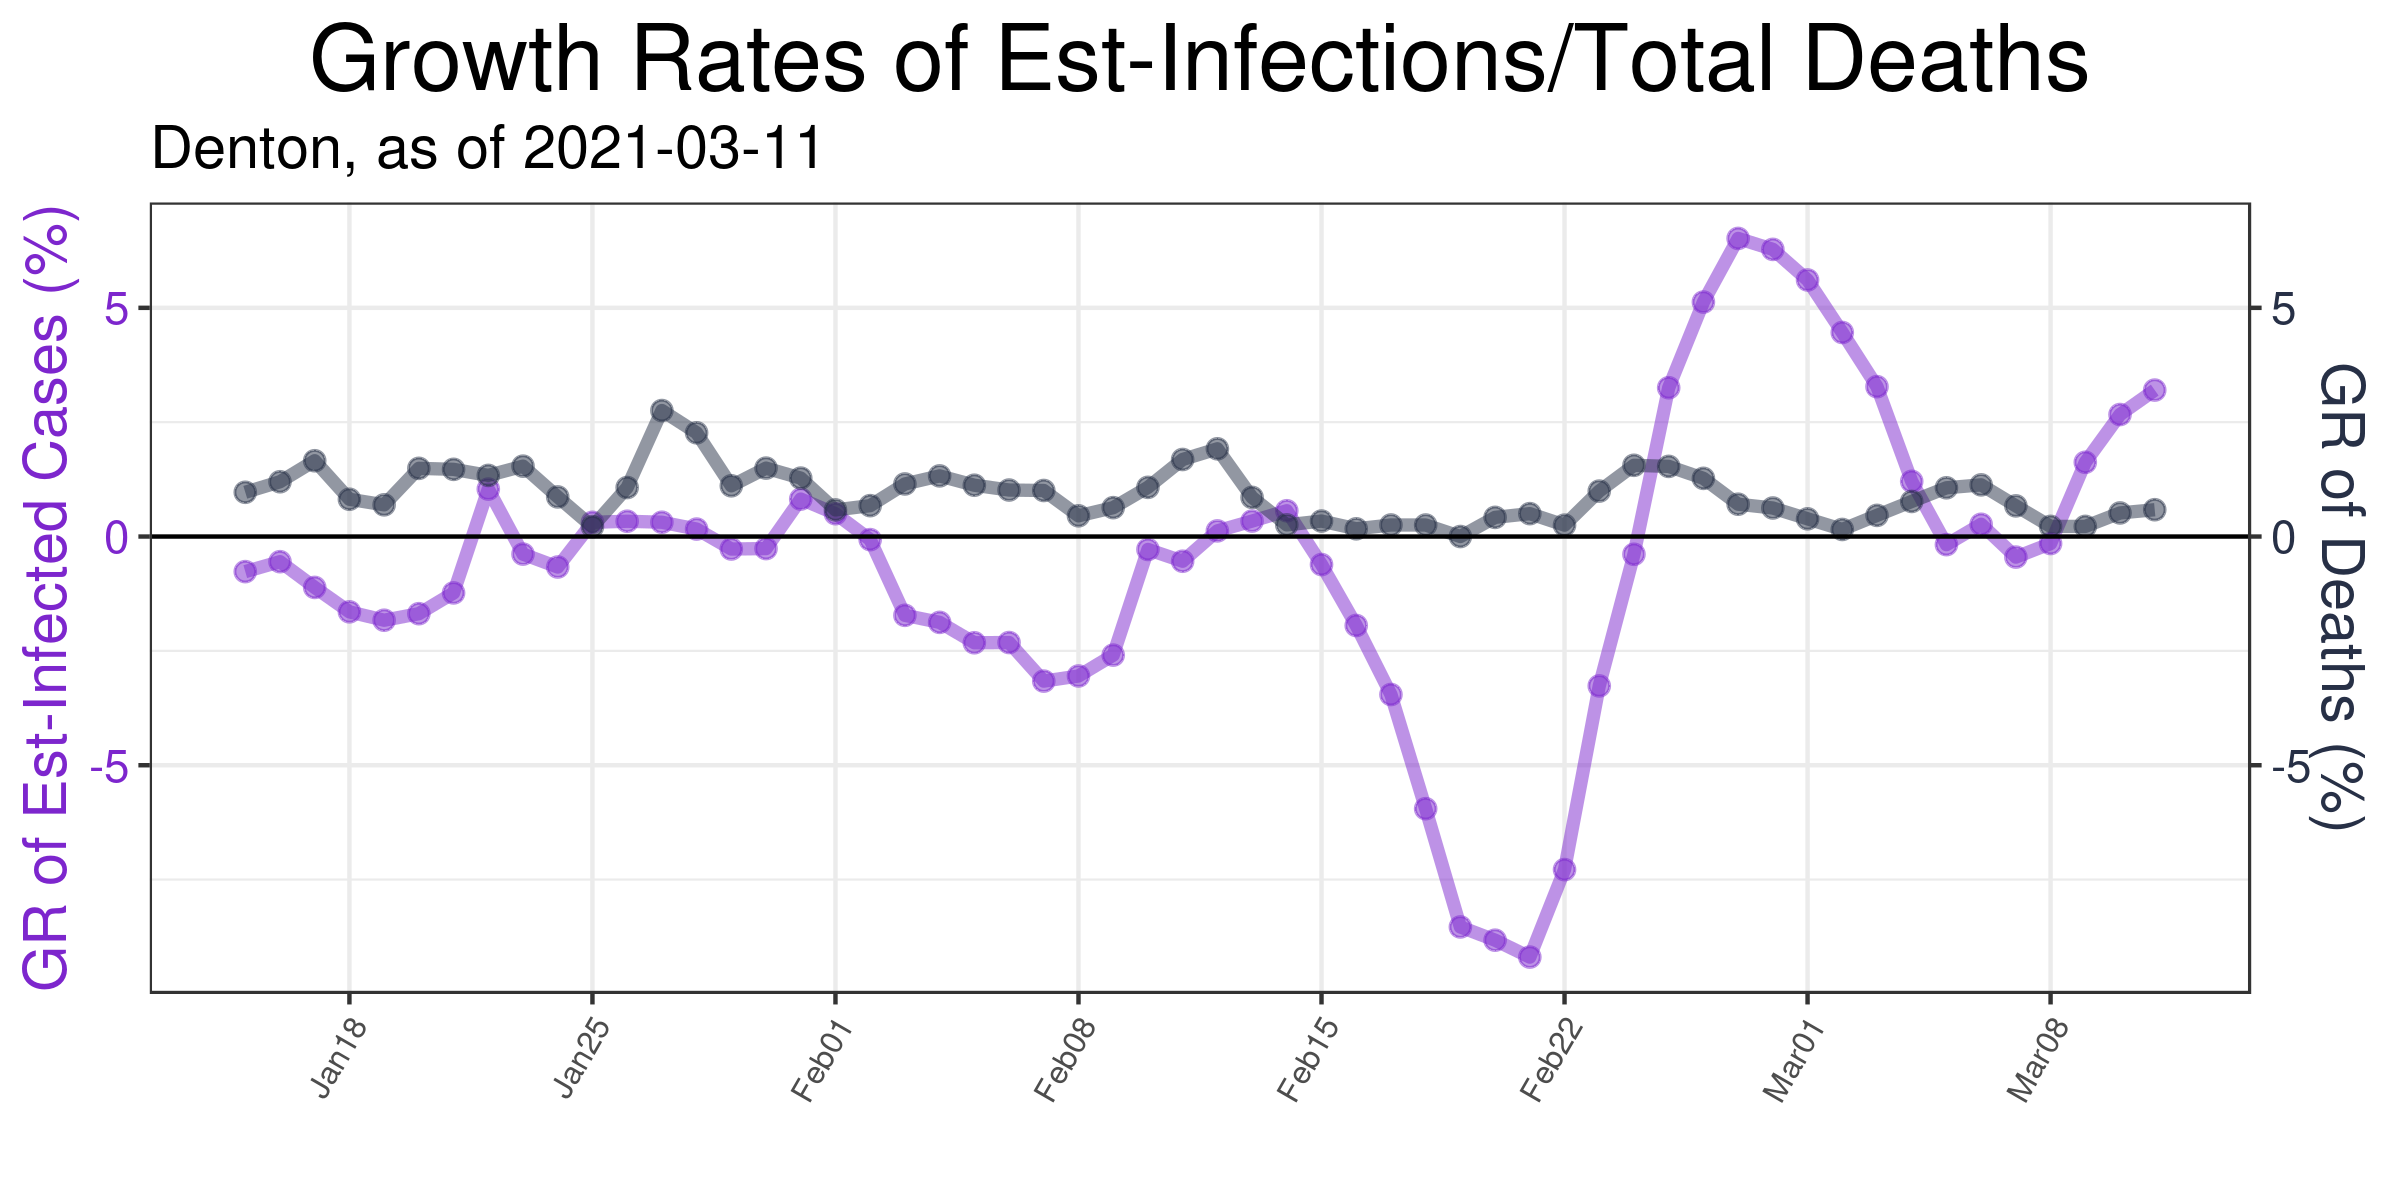 Growth Rates of Est-Infections/Total Deaths
Denton, as of 2021-03-11
GR of Est-Infected Cases (%)
5
0
-5
5
0
-5
GR of Deaths (%)
Jan18
Jan25
Feb01
Feb08
Feb15
Feb22
Mar01
Mar08